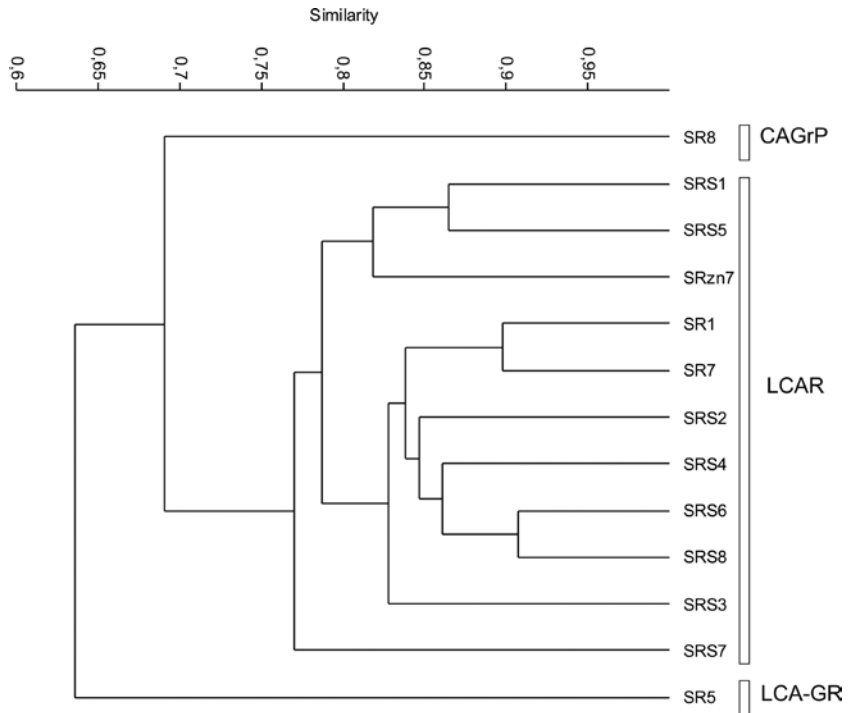 Similarity
0,6
0,65
0,7
0,75
0,8
0,85
0,9
0,95
SR8
CAGrP
SRS1
SRS5
SRzn7
SR1
SR7
LCAR
SRS2
SRS4
SRS6
SRS8
SRS3
SRS7
SR5
LCA-GR